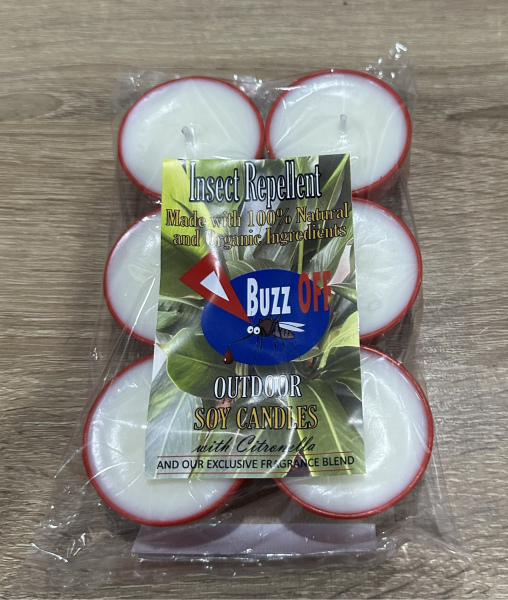 Insect Repellent
Made with 100% Natural
and Organic Ingredients
BUZZ OFF
OUTDOOR
SOY CANDLES
with Citronella
AND OUR EXCLUSIVE FRAGRANCE BLEND